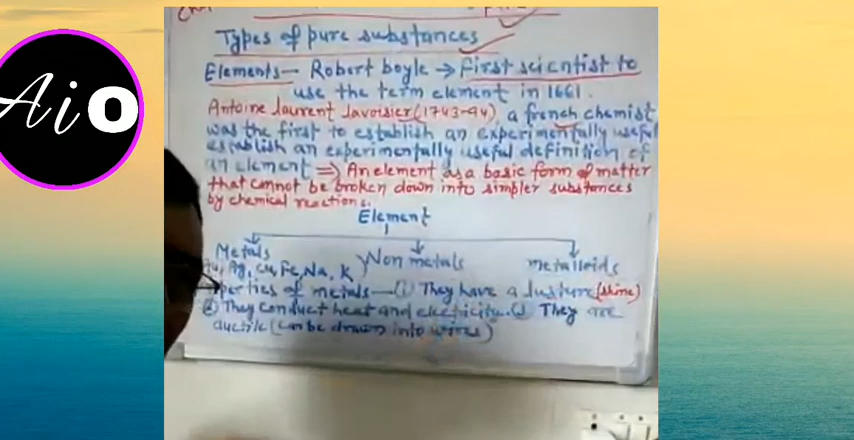 AiO
Types of pure substances
Elements— Robert boyle → First scientist to
use the term element in 1661.
Antoine laurent lavoisier (1743-94), a french chemist
was the first to establish an experimentally useful
establish an experimentally useful definition of
an element ⇒ An element as a basic form of matter
that cannot be broken down into simpler substances
by chemical reactions.
Element
Metals Non metals metalloids
Ag, Cu, Fe, Na, K
properties of metals—① They have a lusture (shine)
② They conduct heat and electicity. ③ They are
ductile (can be drawn into wires)